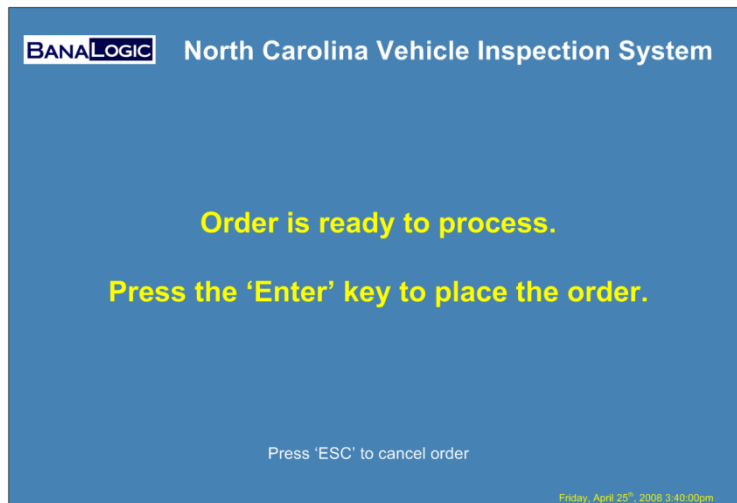 BANALOGIC North Carolina Vehicle Inspection System
Order is ready to process.
Press the ‘Enter’ key to place the order.
Press ‘ESC’ to cancel order
Friday, April 25th, 2008 3:40:00pm